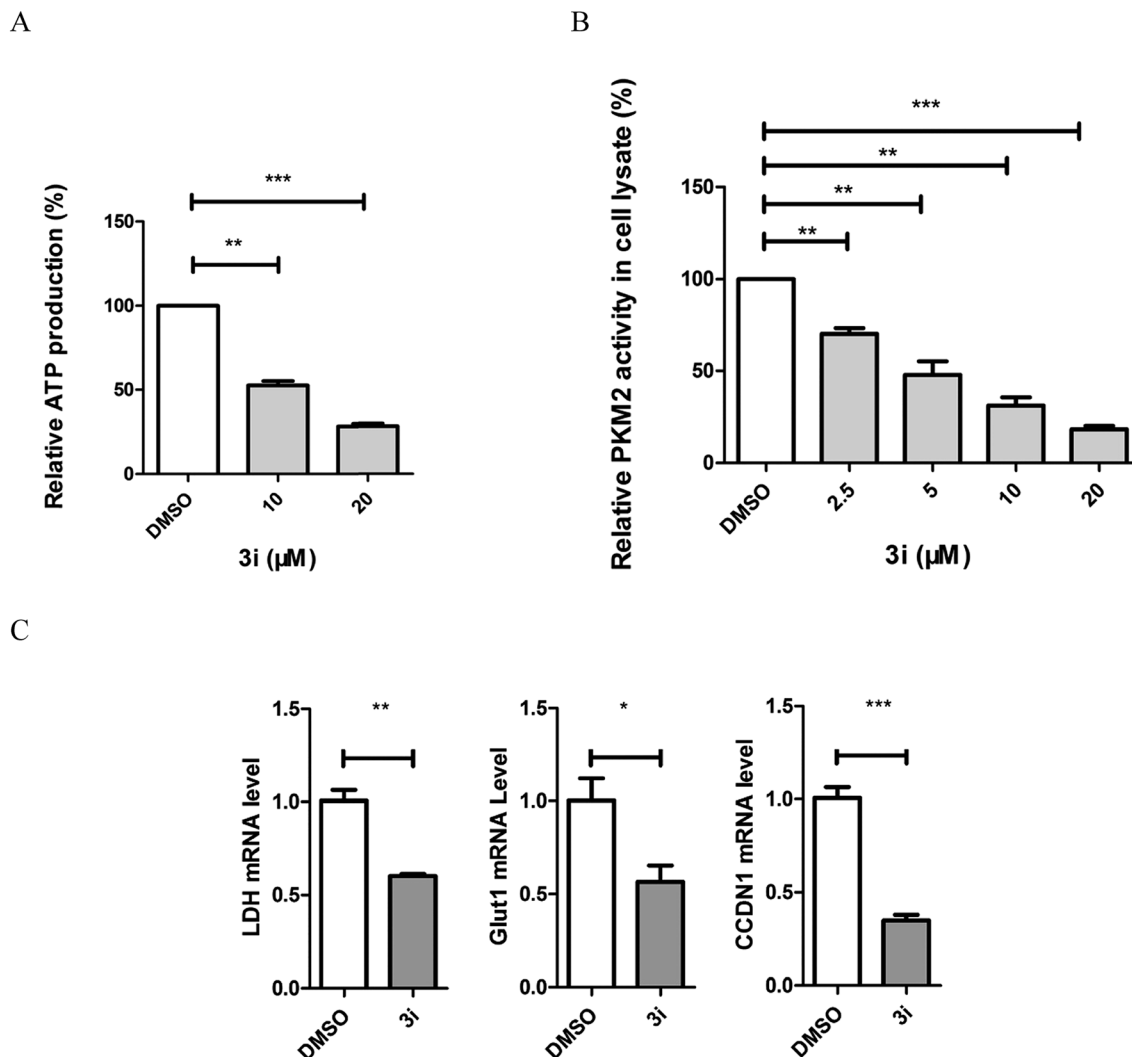 A
Relative ATP production (%)
150
100
50
0
**
***
DMSO
10
20
3i (µM)
B
Relative PKM2 activity in cell lysate (%)
150
100
50
0
***
**
**
**
DMSO
2.5
5
10
20
3i (µM)
C
LDH mRNA level
1.5
1.0
0.5
0.0
**
DMSO
3i
Glut1 mRNA Level
1.5
1.0
0.5
0.0
*
DMSO
3i
CCDN1 mRNA level
1.5
1.0
0.5
0.0
***
DMSO
3i